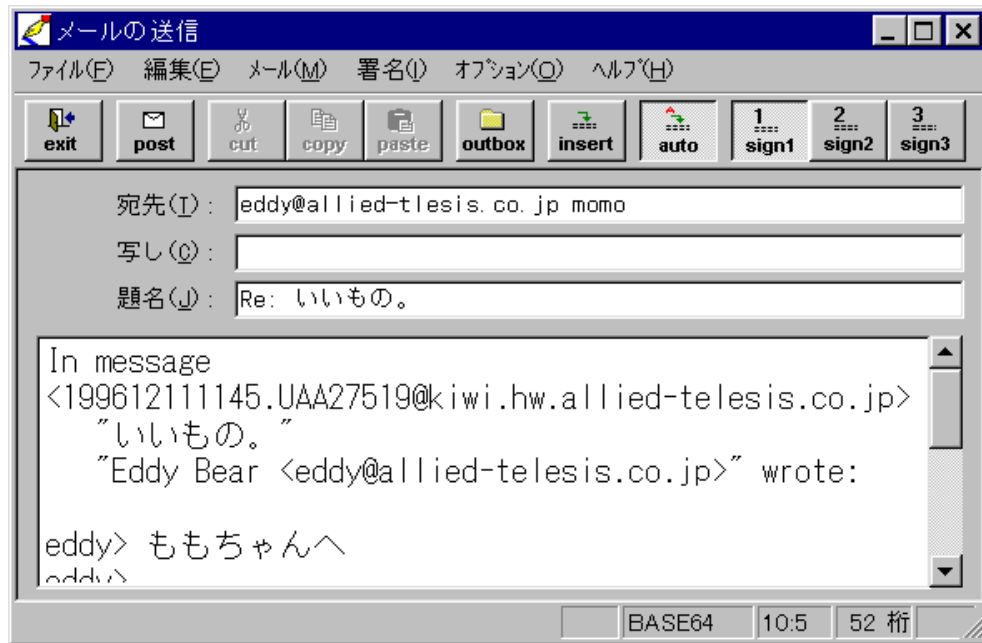 メールの送信
ファイル(F) 編集(E) メール(M) 署名(I) オプション(O) ヘルプ(H)
exit post cut copy paste outbox insert auto 1 sign1 2 sign2 3 sign3
宛先(T): eddy@allied-tlesis.co.jp momo
写し(C):
題名(J): Re: いいもの。
In message
<199612111145.UAA27519@kiwi.hw.allied-telesis.co.jp>
"いいもの。"
"Eddy Bear <eddy@allied-telesis.co.jp>" wrote:
eddy> ももちゃんへ
eddy>
BASE64 10:5 52 桁